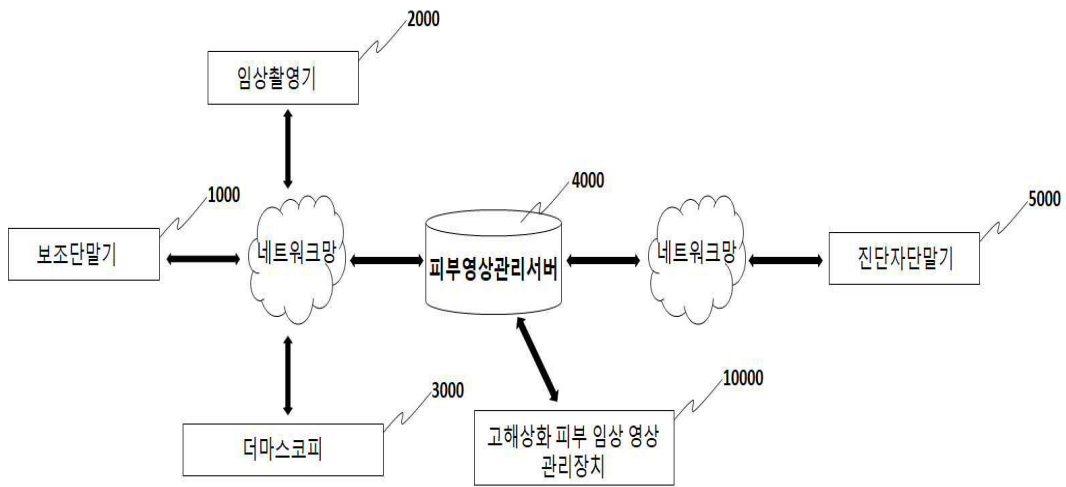 2000
임상촬영기
4000
1000
5000
보조단말기
네트워크망
피부영상관리서버
네트워크망
진단자단말기
3000
10000
더마스코피
고해상화 피부 임상 영상
관리장치